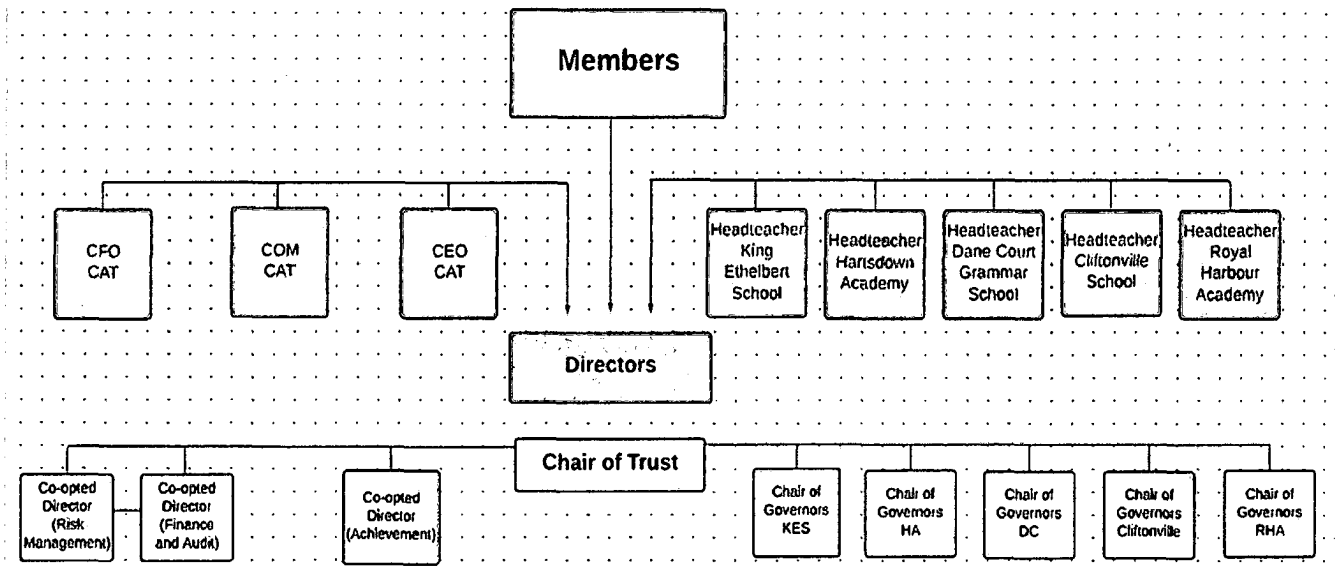 Members
CFO
CAT
COM
CAT
CEO
CAT
Headteacher
King
Ethelbert
School
Headteacher
Hartsdown
Academy
Headteacher
Dane Court
Grammar
School
Headteacher
Cliftonville
School
Headteacher
Royal
Harbour
Academy
Directors
Chair of Trust
Co-opted
Director
(Risk
Management)
Co-opted
Director
(Finance
and Audit)
Co-opted
Director
(Achievement)
Chair of
Governors
KES
Chair of
Governors
HA
Chair of
Governors
DC
Chair of
Governors
Cliftonville
Chair of
Governors
RHA